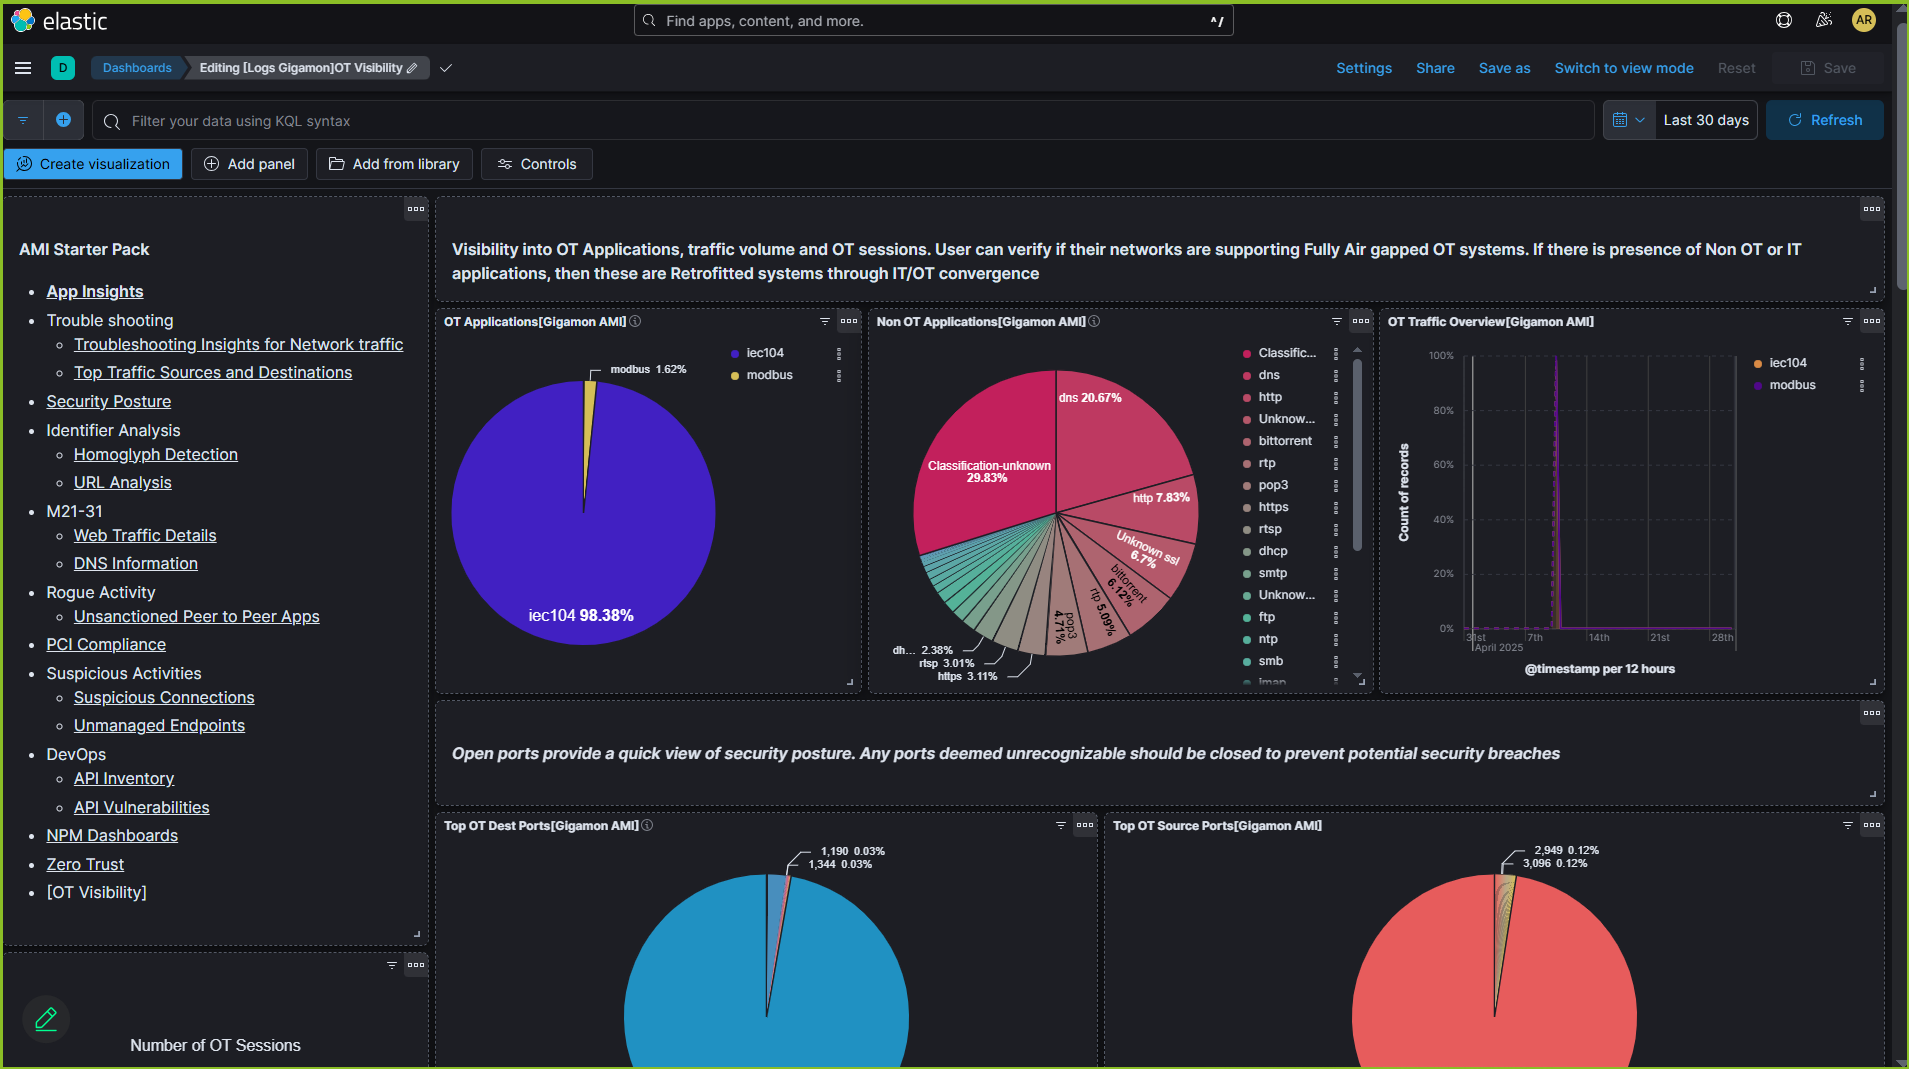 elastic
Find apps, content, and more.
^/
AR
D
Dashboards
Editing [Logs Gigamon]OT Visibility
Settings
Share
Save as
Switch to view mode
Reset
Save
Filter your data using KQL syntax
Last 30 days
Refresh
Create visualization
Add panel
Add from library
Controls
AMI Starter Pack
App Insights
Trouble shooting
Troubleshooting Insights for Network traffic
Top Traffic Sources and Destinations
Security Posture
Identifier Analysis
Homoglyph Detection
URL Analysis
M21-31
Web Traffic Details
DNS Information
Rogue Activity
Unsanctioned Peer to Peer Apps
PCI Compliance
Suspicious Activities
Suspicious Connections
Unmanaged Endpoints
DevOps
API Inventory
API Vulnerabilities
NPM Dashboards
Zero Trust
[OT Visibility]
Number of OT Sessions
Visibility into OT Applications, traffic volume and OT sessions. User can verify if their networks are supporting Fully Air gapped OT systems. If there is presence of Non OT or IT
applications, then these are Retrofitted systems through IT/OT convergence
OT Applications[Gigamon AMI]
modbus 1.62%
iec104 98.38%
iec104
modbus
Non OT Applications[Gigamon AMI]
dns 20.67%
Classification-unknown
29.83%
http 7.83%
Unknown ssl
6.7%
bittorrent
6.12%
rtp 5.09%
pop3
4.71%
dh... 2.38%
rtsp 3.01%
https 3.11%
Classific...
dns
http
Unknow...
bittorrent
rtp
pop3
https
rtsp
dhcp
smtp
Unknow...
ftp
ntp
smb
imap
OT Traffic Overview[Gigamon AMI]
100%
80%
60%
40%
20%
0%
Count of records
31st
7th
14th
21st
28th
April 2025
@timestamp per 12 hours
iec104
modbus
Open ports provide a quick view of security posture. Any ports deemed unrecognizable should be closed to prevent potential security breaches
Top OT Dest Ports[Gigamon AMI]
1,190 0.03%
1,344 0.03%
Top OT Source Ports[Gigamon AMI]
2,949 0.12%
3,096 0.12%